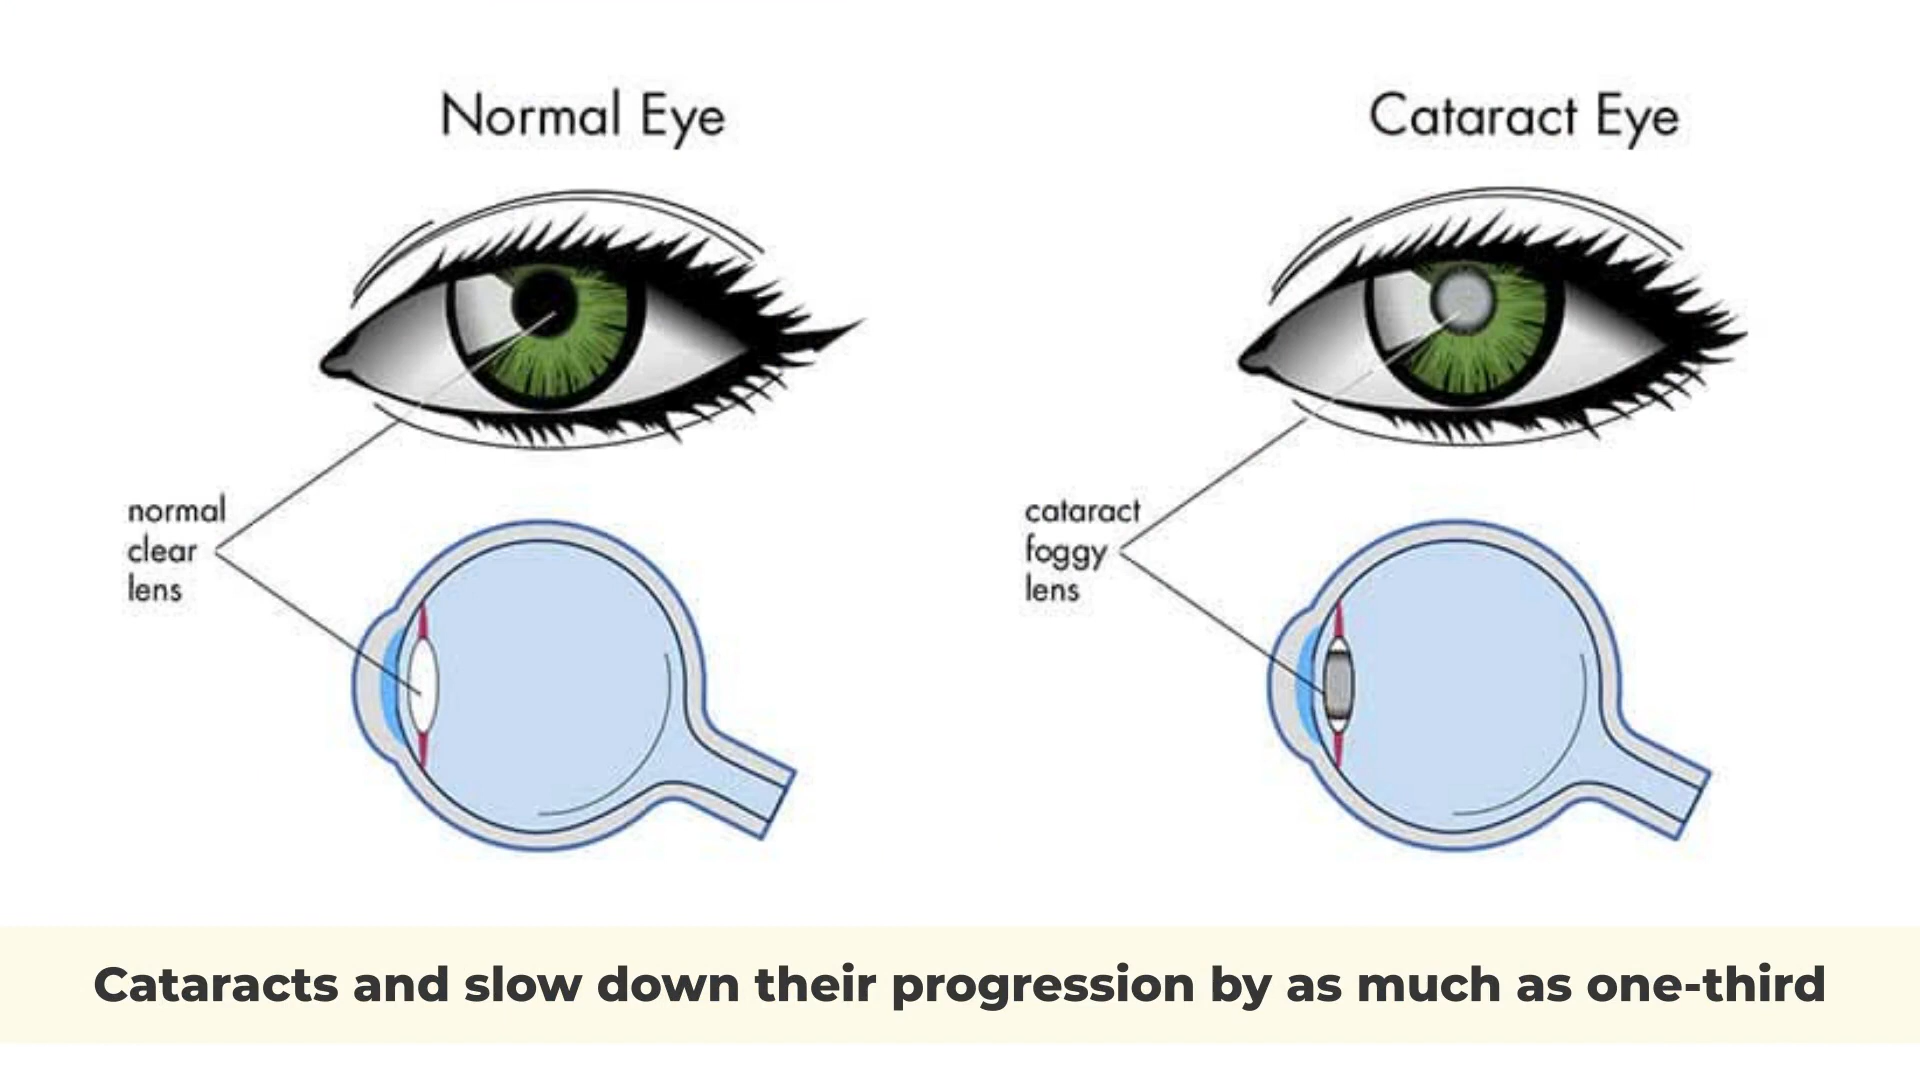 Normal Eye
Cataract Eye
normal
clear
lens
cataract
foggy
lens
Cataracts and slow down their progression by as much as one-third